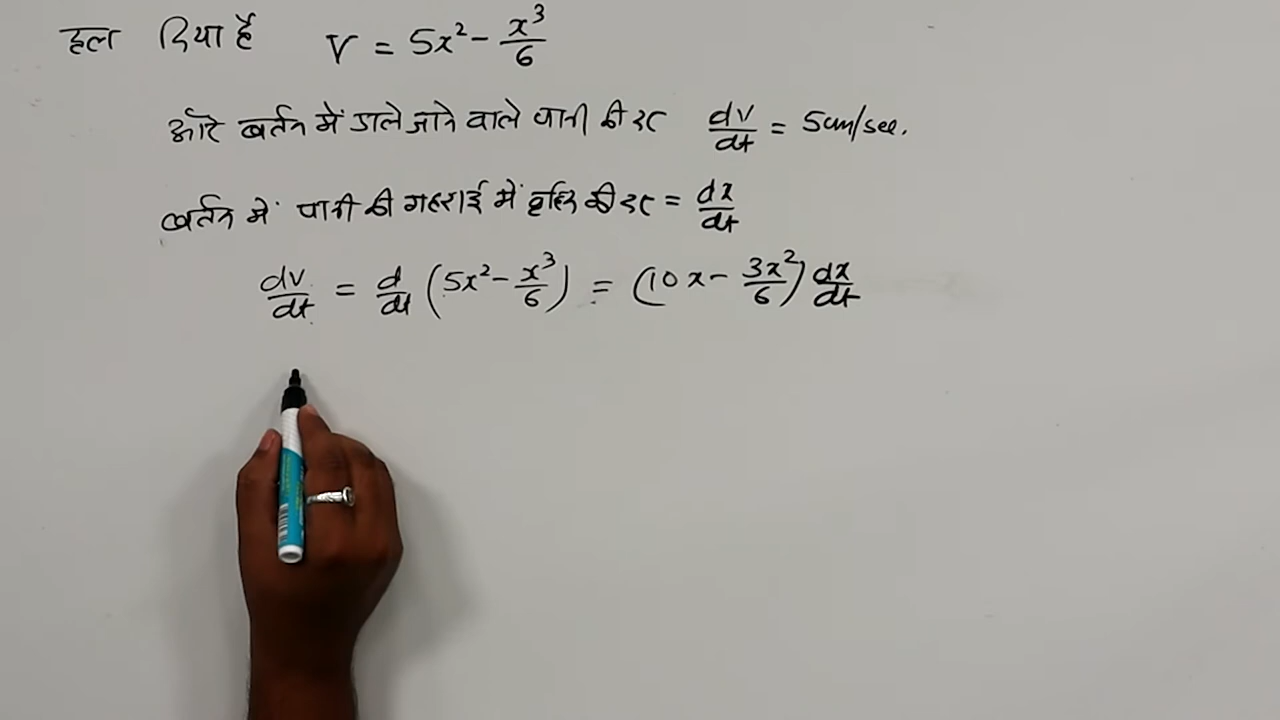 हल दिया है V = 5x² - x³/6
और बर्तन में डाले जाने वाले पानी की दर dv/dt = 5cm/sec.
बर्तन में पानी की गहराई में वृद्धि की दर = dx/dt
dv/dt = d/dt (5x² - x³/6) = (10x - 3x²/6) dx/dt